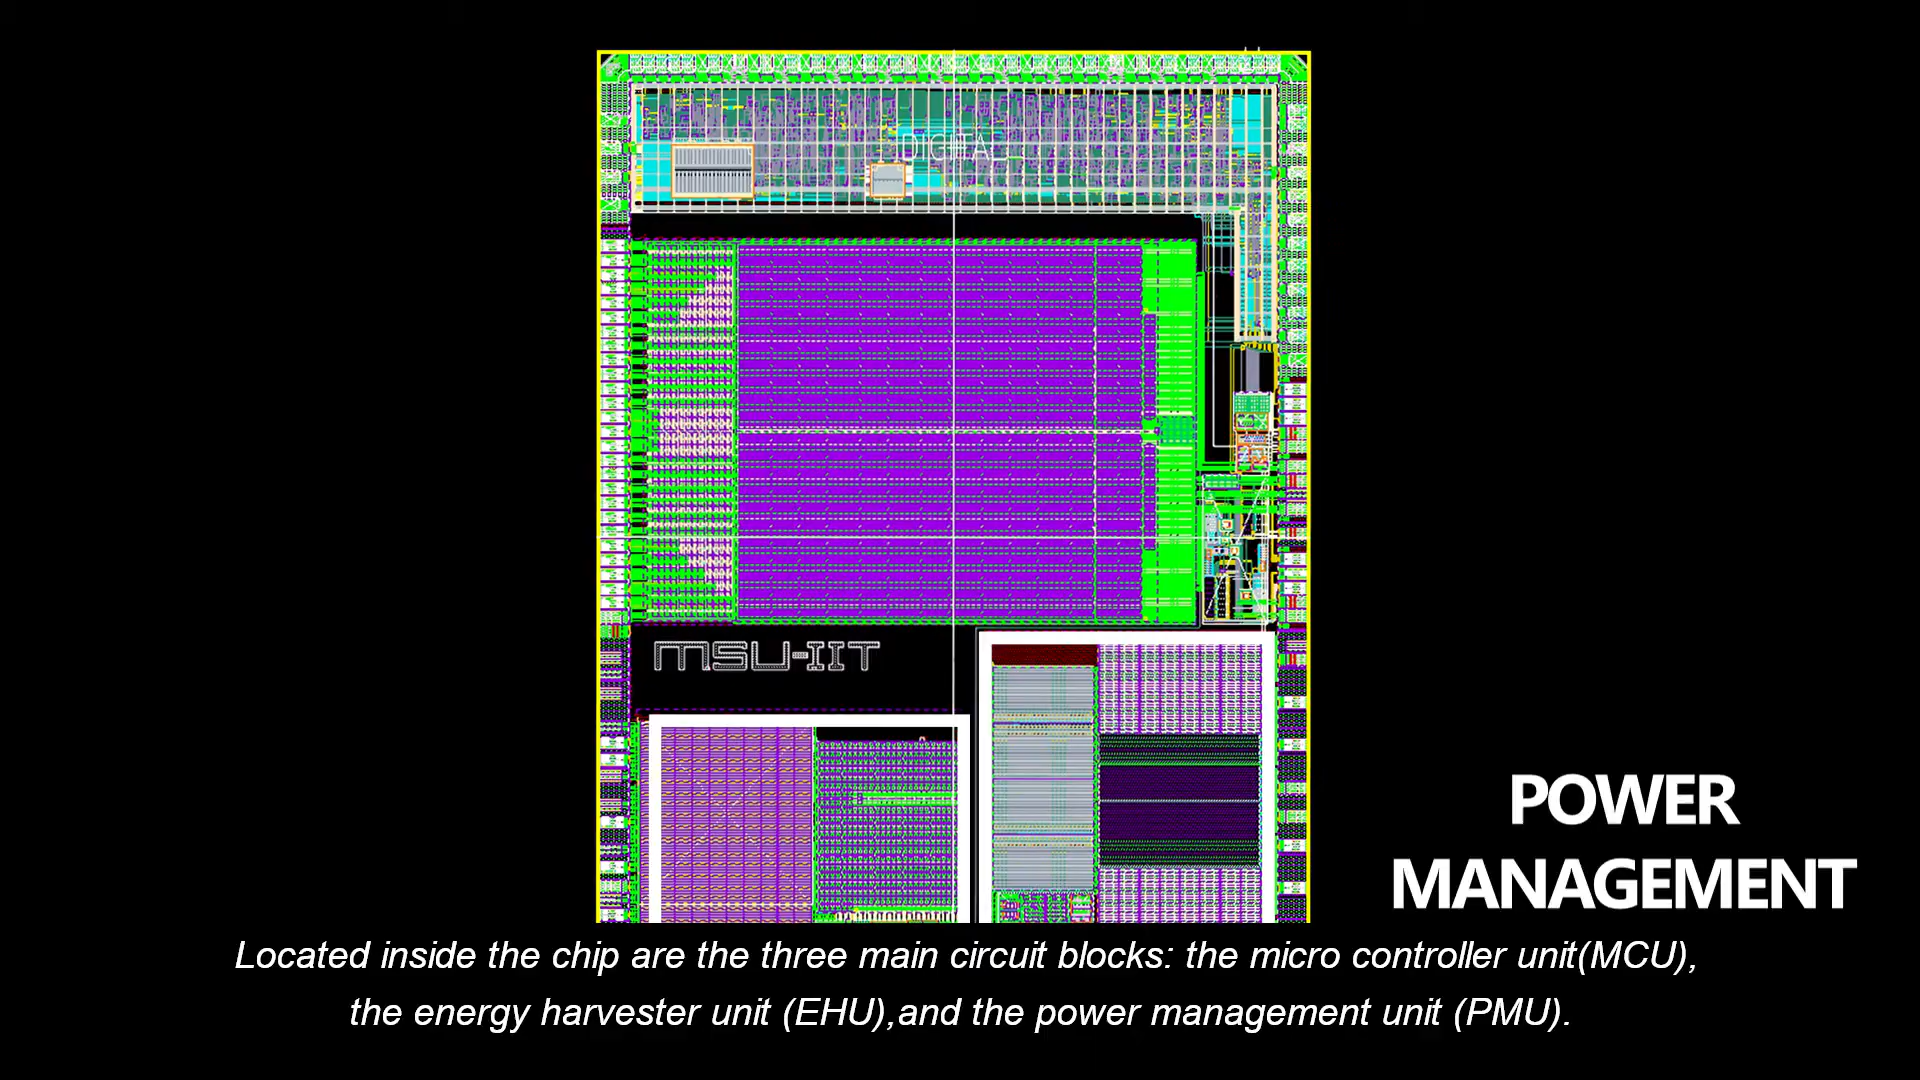 DIGITAL
MSU-IIT
POWER
MANAGEMENT
Located inside the chip are the three main circuit blocks: the micro controller unit(MCU),
the energy harvester unit (EHU),and the power management unit (PMU).